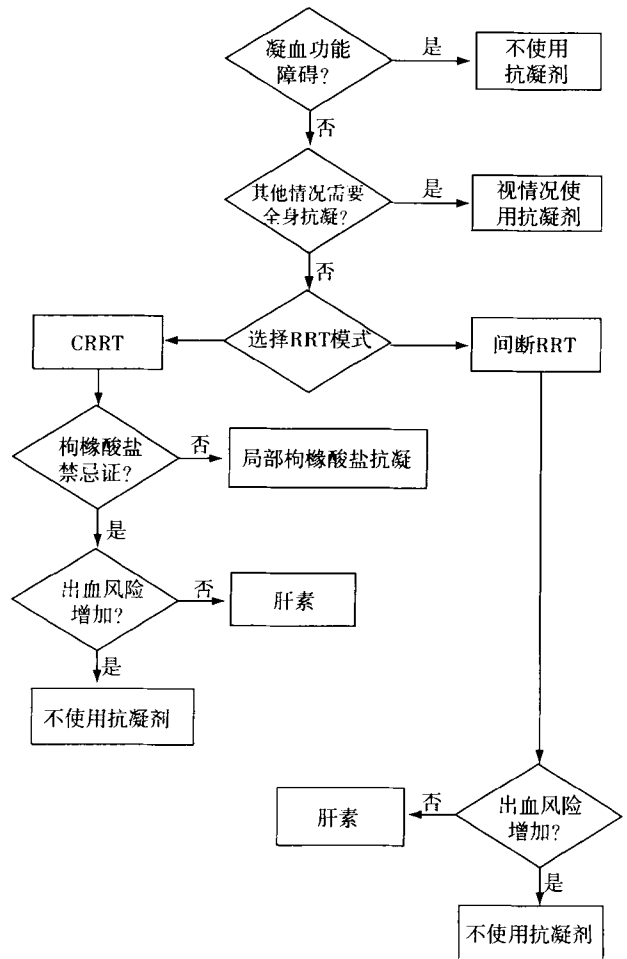 凝血功能
障碍?
是
不使用
抗凝剂
否
其他情况需要
全身抗凝?
是
视情况使
用抗凝剂
否
CRRT
选择RRT模式
间断RRT
枸橼酸盐
禁忌证?
否
局部枸橼酸盐抗凝
是
出血风险
增加?
否
肝素
是
不使用抗凝剂
肝素
否
出血风险
增加?
是
不使用抗凝剂